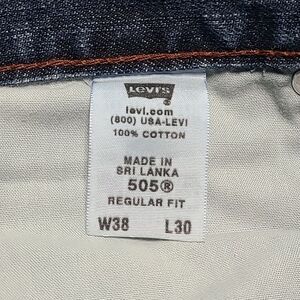 LEVI'S®
levi.com
(800) USA-LEVI
100% COTTON
MADE IN
SRI LANKA
505®
REGULAR FIT
W38 L30